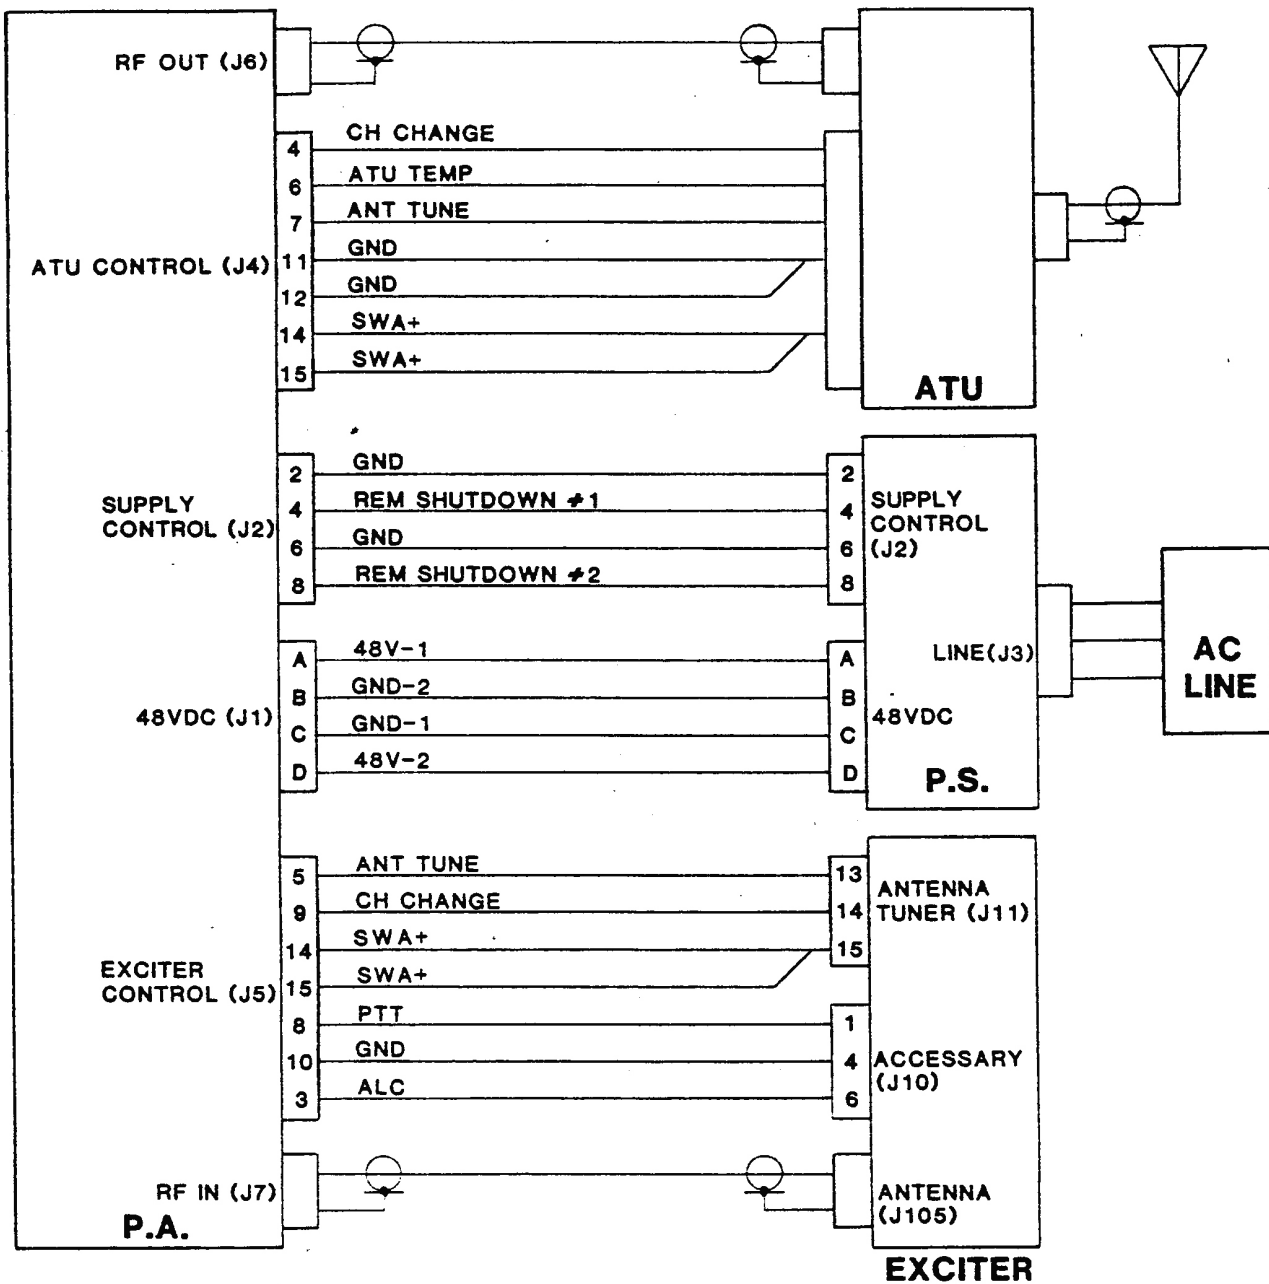 RF OUT (J6)
4 CH CHANGE
6 ATU TEMP
7 ANT TUNE
ATU CONTROL (J4) 11 GND
12 GND
14 SWA+
15 SWA+
ATU
2 GND 2
SUPPLY
CONTROL (J2)
4 REM SHUTDOWN #1 4
6 GND 6
8 REM SHUTDOWN #2 8
SUPPLY
CONTROL
(J2)
48VDC (J1)
A 48V-1 A
B GND-2 B
C GND-1 C
D 48V-2 D
48VDC
LINE(J3)
P.S.
AC
LINE
EXCITER
CONTROL (J5)
5 ANT TUNE 13
9 CH CHANGE 14
14 SWA+ 15
15 SWA+
8 PTT 1
10 GND 4
3 ALC 6
ANTENNA
TUNER (J11)
ACCESSARY
(J10)
RF IN (J7)
P.A.
ANTENNA
(J105)
EXCITER